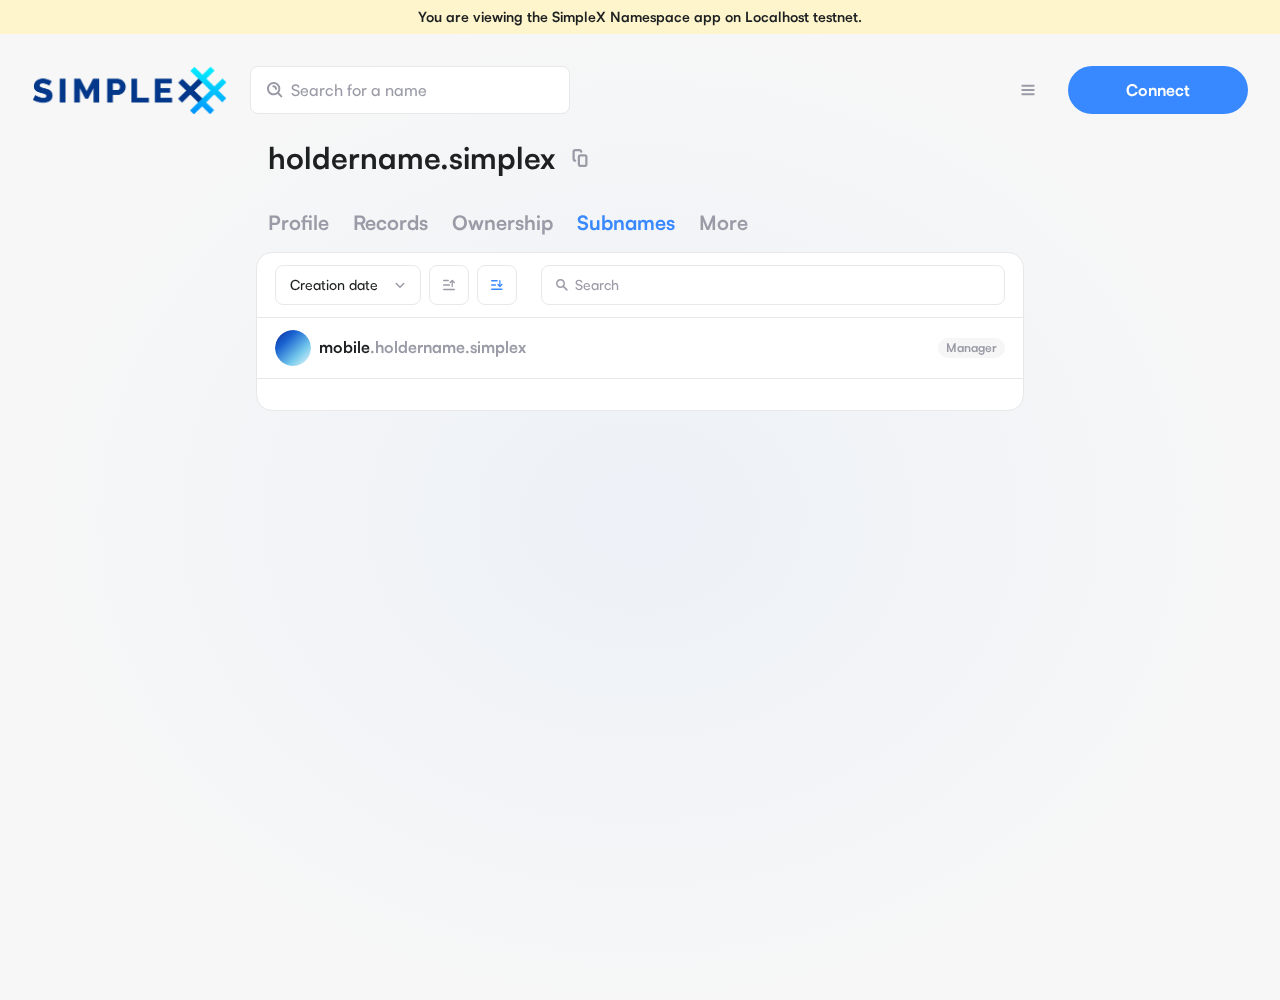 You are viewing the SimpleX Namespace app on Localhost testnet.
SIMPLEX
Search for a name
Connect
holdername.simplex
Profile
Records
Ownership
Subnames
More
Creation date
Search
mobile.holdername.simplex
Manager